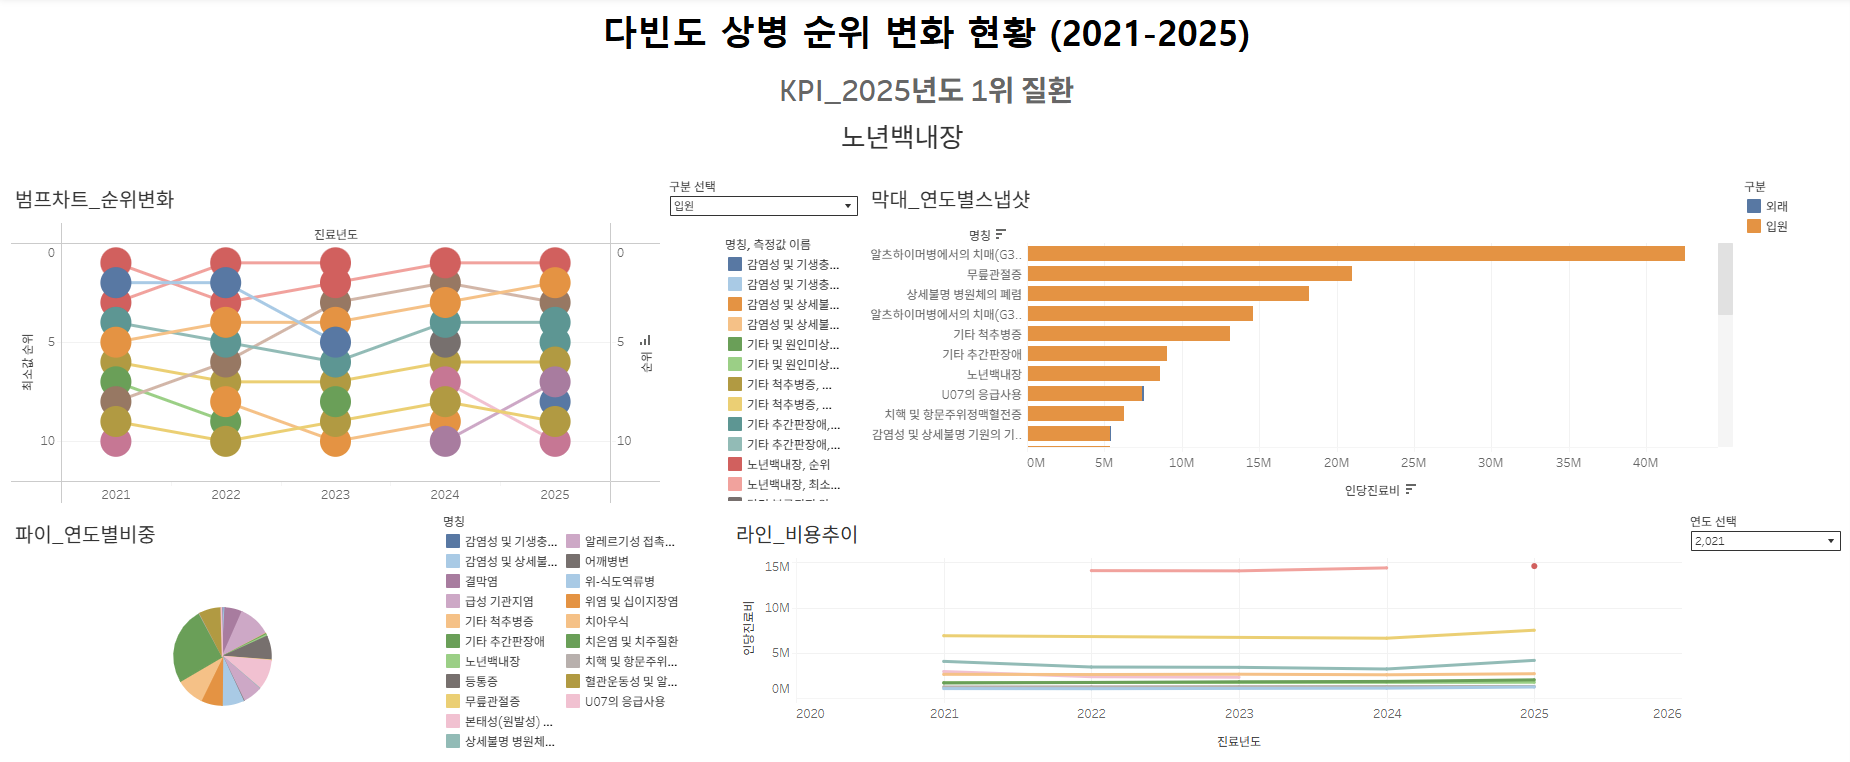 다빈도 상병 순위 변화 현황 (2021-2025)
KPI_2025년도 1위 질환
노년백내장
범프차트_순위변화
구분 선택
입원
진료년도
0
5
10
최소값 순위
0
5
10
순위
2021
2022
2023
2024
2025
명칭, 측정값 이름
감염성 및 기생충...
감염성 및 기생충...
감염성 및 상세불...
감염성 및 상세불...
기타 및 원인미상...
기타 및 원인미상...
기타 척추병증, ...
기타 척추병증, ...
기타 추간판장애,...
기타 추간판장애,...
노년백내장, 순위
노년백내장, 최소...
막대_연도별스냅샷
구분
외래
입원
명칭
알츠하이머병에서의 치매(G3..
무릎관절증
상세불명 병원체의 폐렴
알츠하이머병에서의 치매(G3..
기타 척추병증
기타 추간판장애
노년백내장
U07의 응급사용
치핵 및 항문주위정맥혈전증
감염성 및 상세불명 기원의 기..
0M
5M
10M
15M
20M
25M
30M
35M
40M
인당진료비
파이_연도별비중
명칭
감염성 및 기생충...
감염성 및 상세불...
결막염
급성 기관지염
기타 척추병증
기타 추간판장애
노년백내장
등통증
무릎관절증
본태성(원발성) ...
상세불명 병원체...
알레르기성 접촉...
어깨병변
위-식도역류병
위염 및 십이지장염
치아우식
치은염 및 치주질환
치핵 및 항문주위...
혈관운동성 및 알...
U07의 응급사용
라인_비용추이
연도 선택
2,021
15M
10M
5M
0M
인당진료비
2020
2021
2022
2023
2024
2025
2026
진료년도